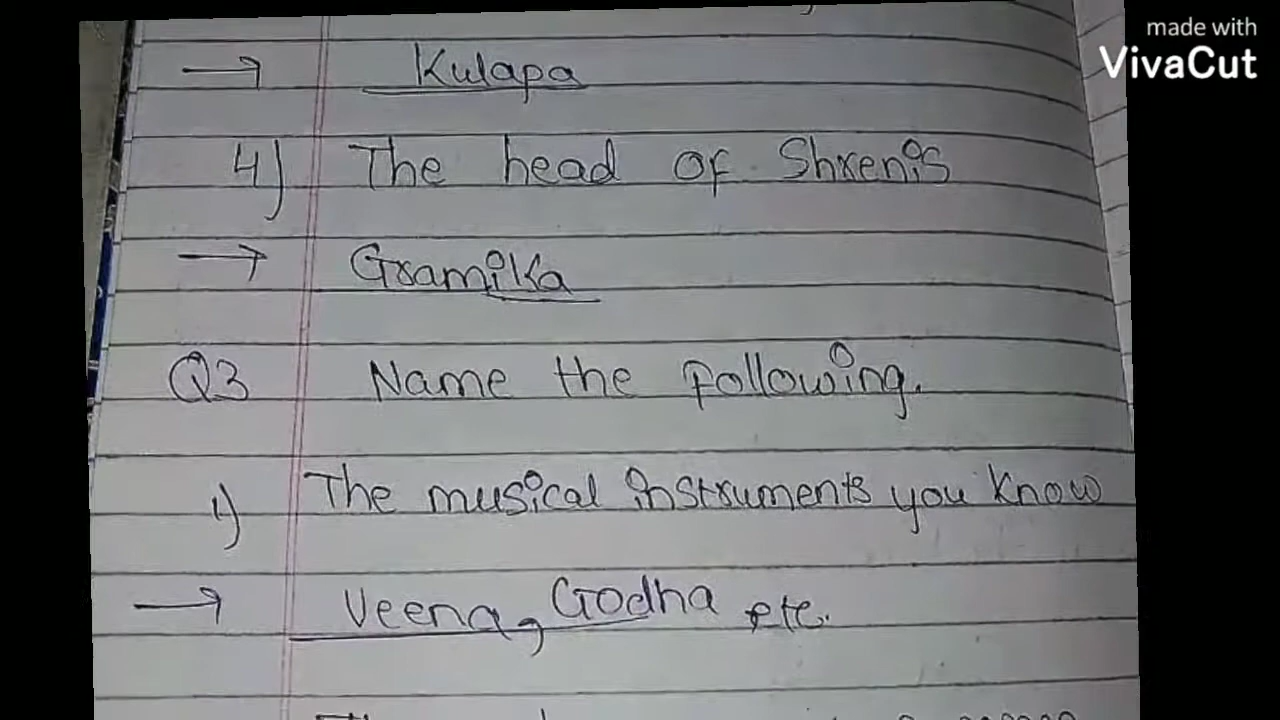 made with
VivaCut
→ Kulapa
4) The head of Shrenis
→ Gramika
Q3 Name the following.
1) The musical instruments you know
→ Veena, Godha etc.